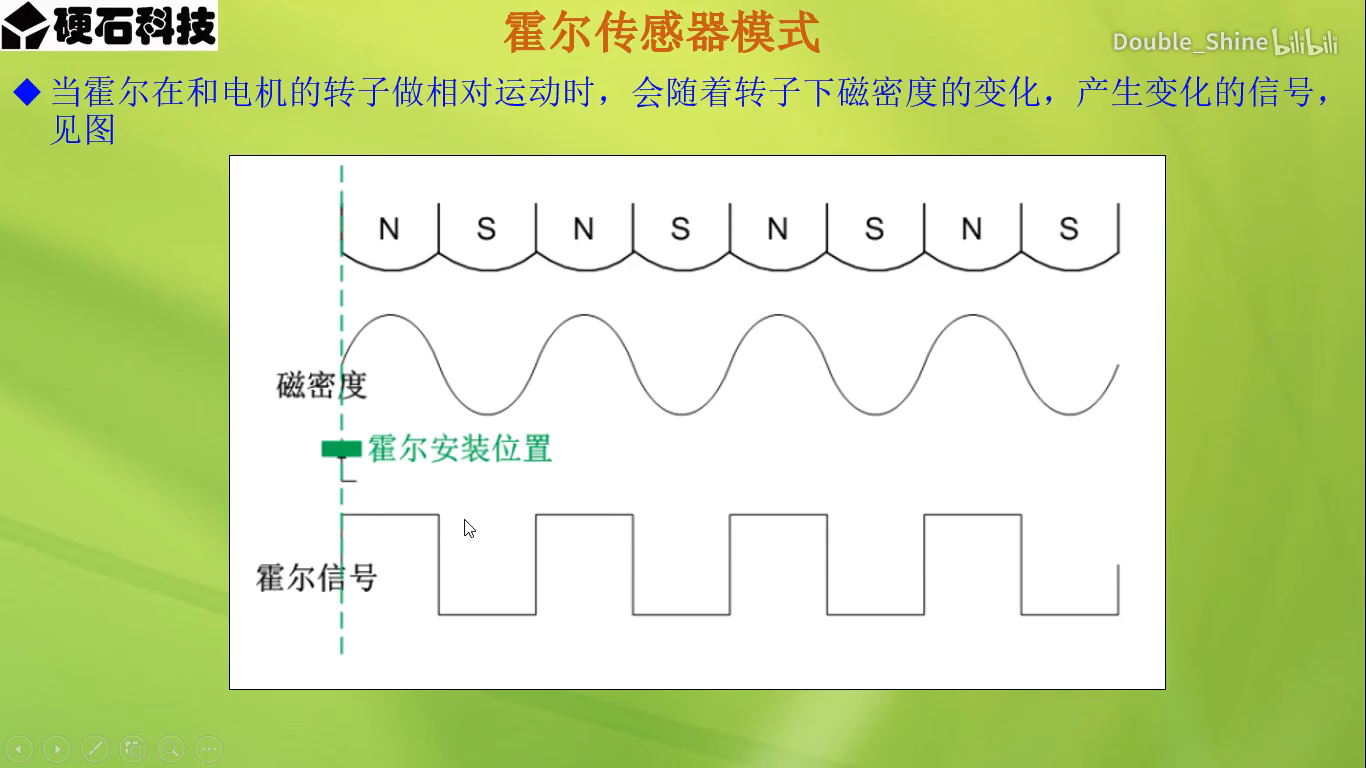 硬石科技
霍尔传感器模式
Double_Shine bilibili
当霍尔在和电机的转子做相对运动时，会随着转子下磁密度的变化，产生变化的信号，
见图
N S N S N S N S
磁密度
霍尔安装位置
霍尔信号